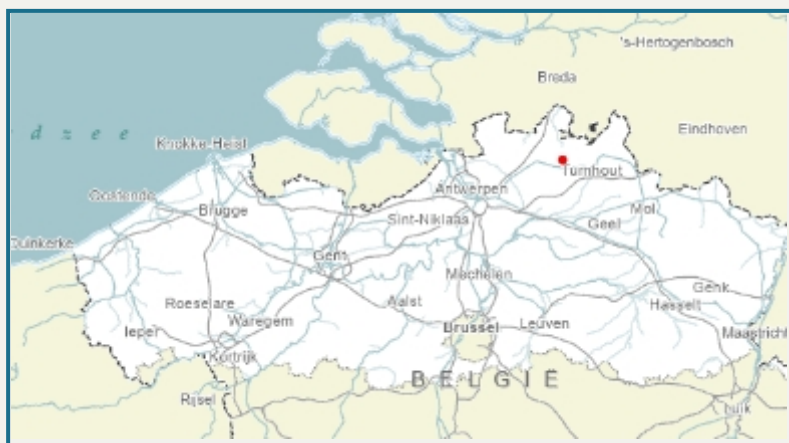 's-Hertogenbosch
Breda
Eindhoven
d z e e
Knokke-Heist
Turnhout
Antwerpen
Oostende
Brugge
Sint-Niklaas
Geel
Mol
Duinkerke
Gent
Mechelen
Genk
Roeselare
Aalst
Hasselt
Ieper
Waregem
Brussel
Leuven
Maastricht
Kortrijk
BELGIË
Rijsel
Luik